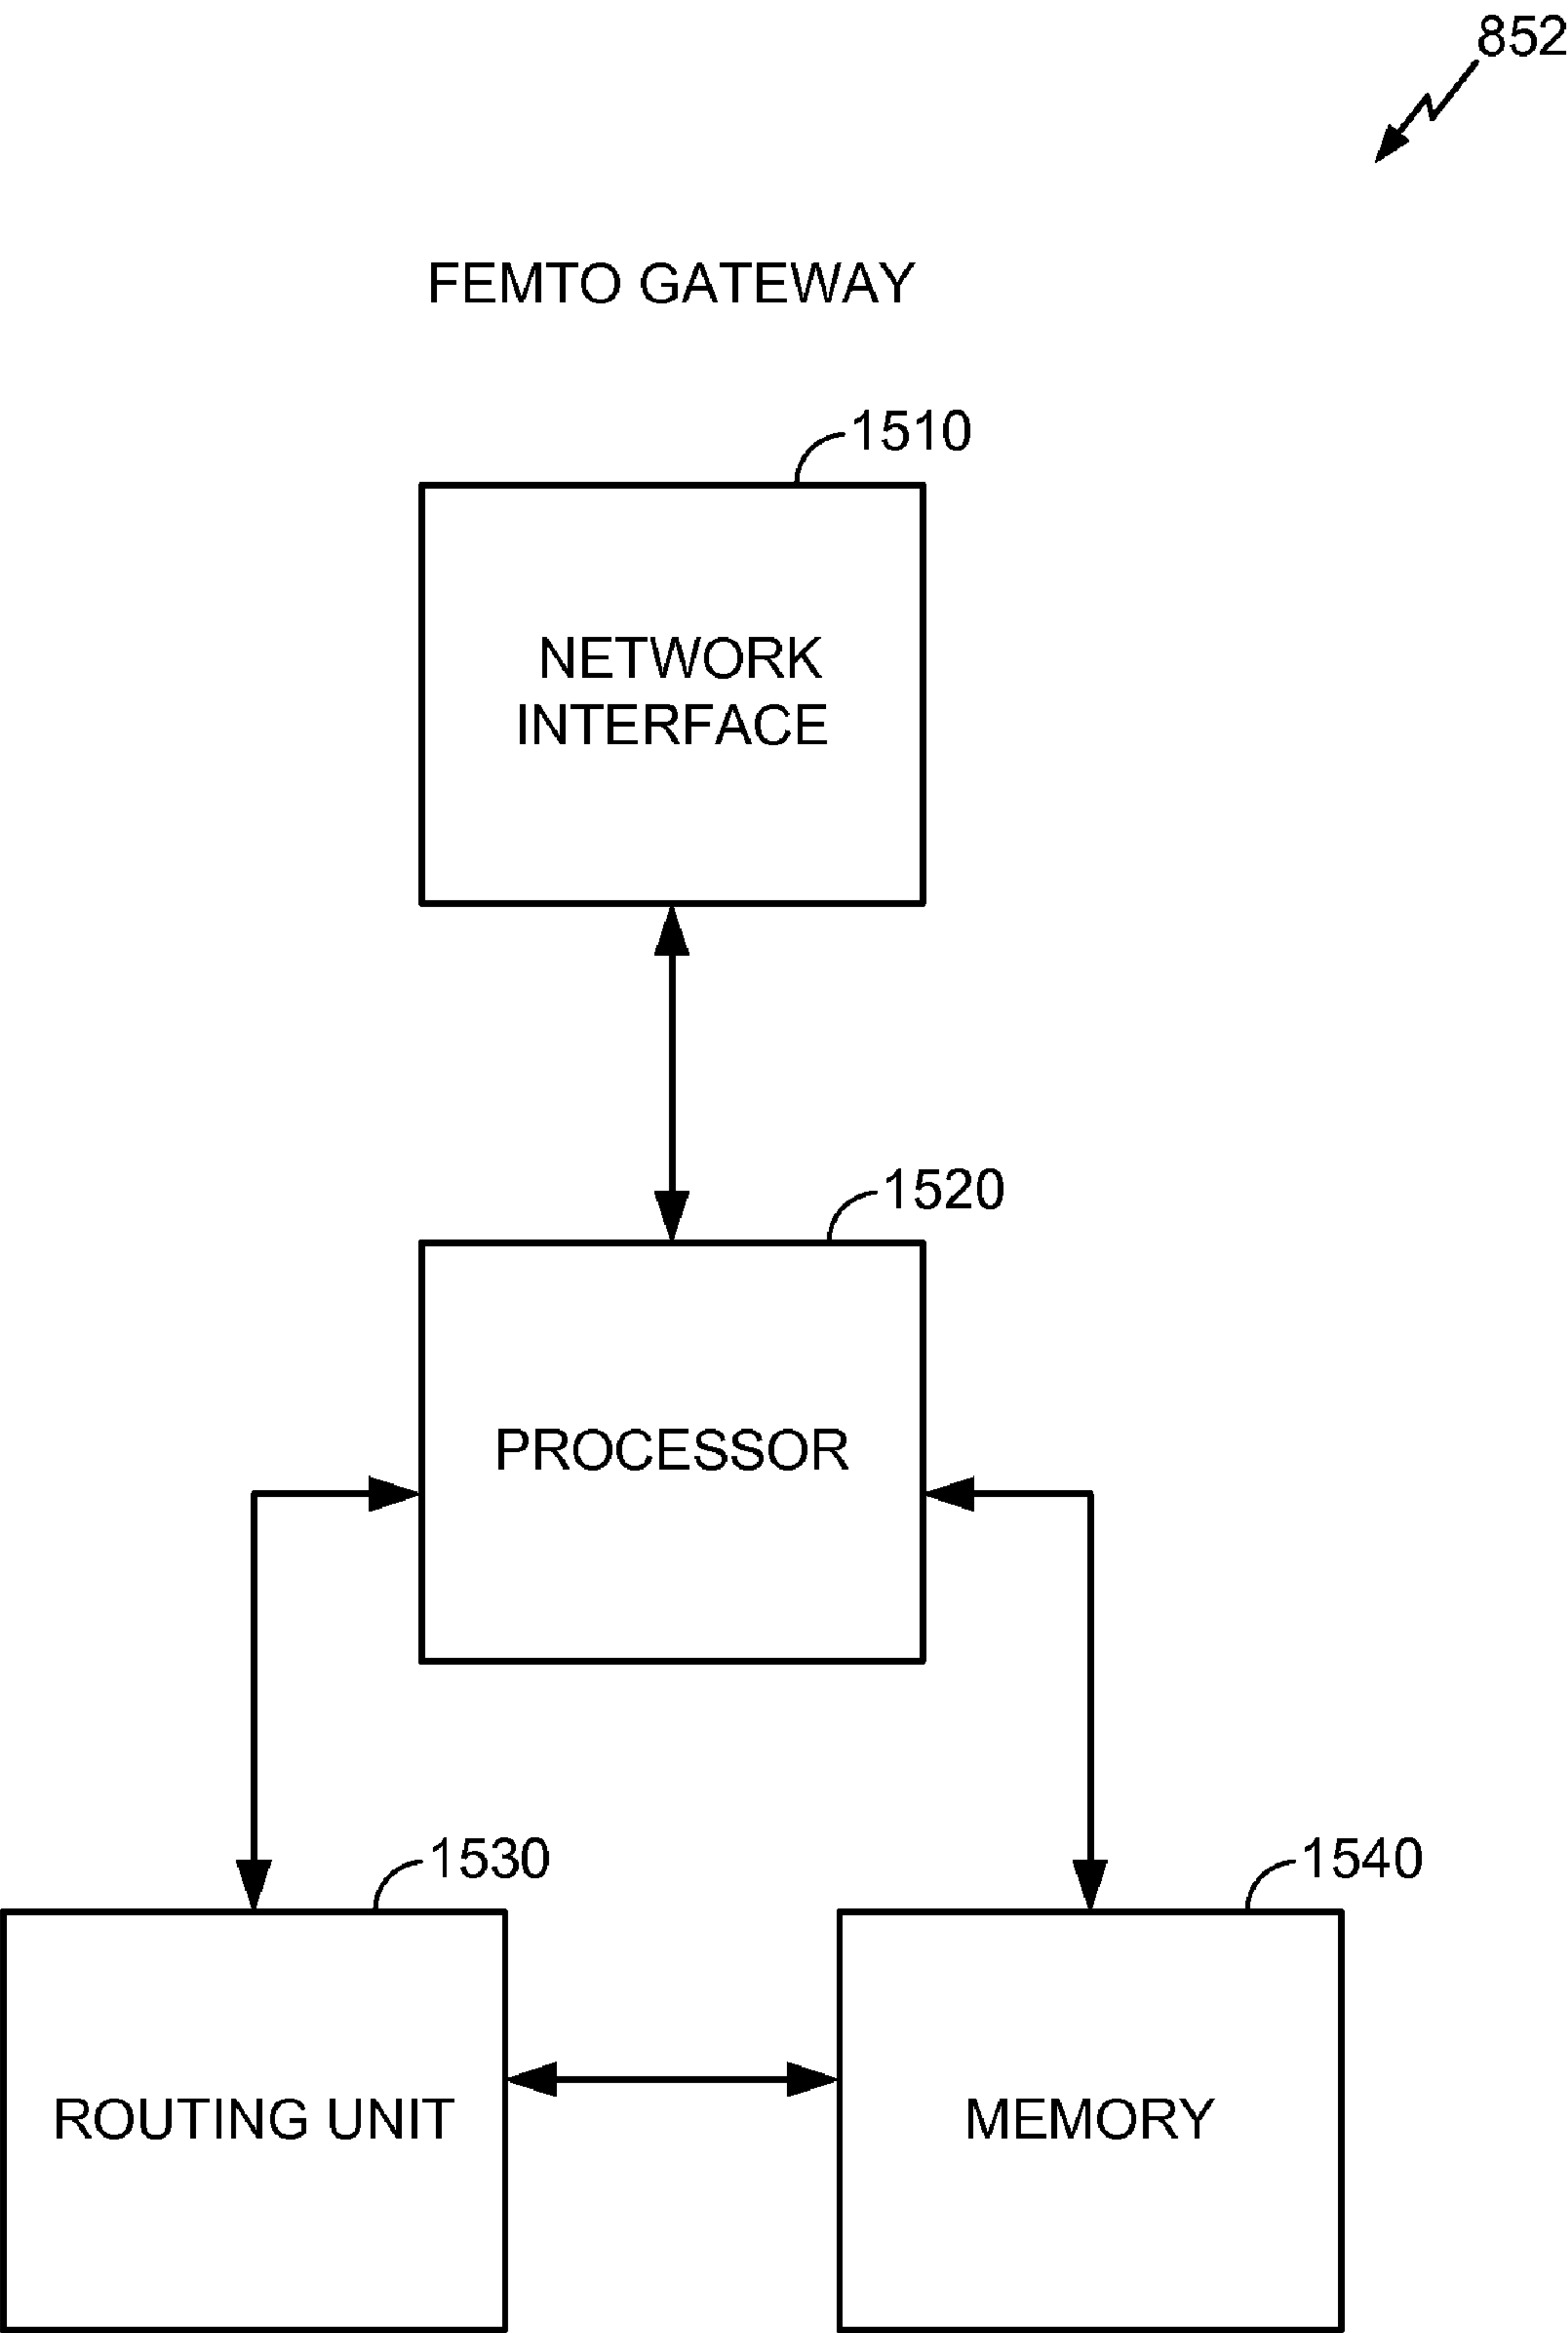 852
FEMTO GATEWAY
1510
NETWORK
INTERFACE
1520
PROCESSOR
1530
1540
ROUTING UNIT
MEMORY